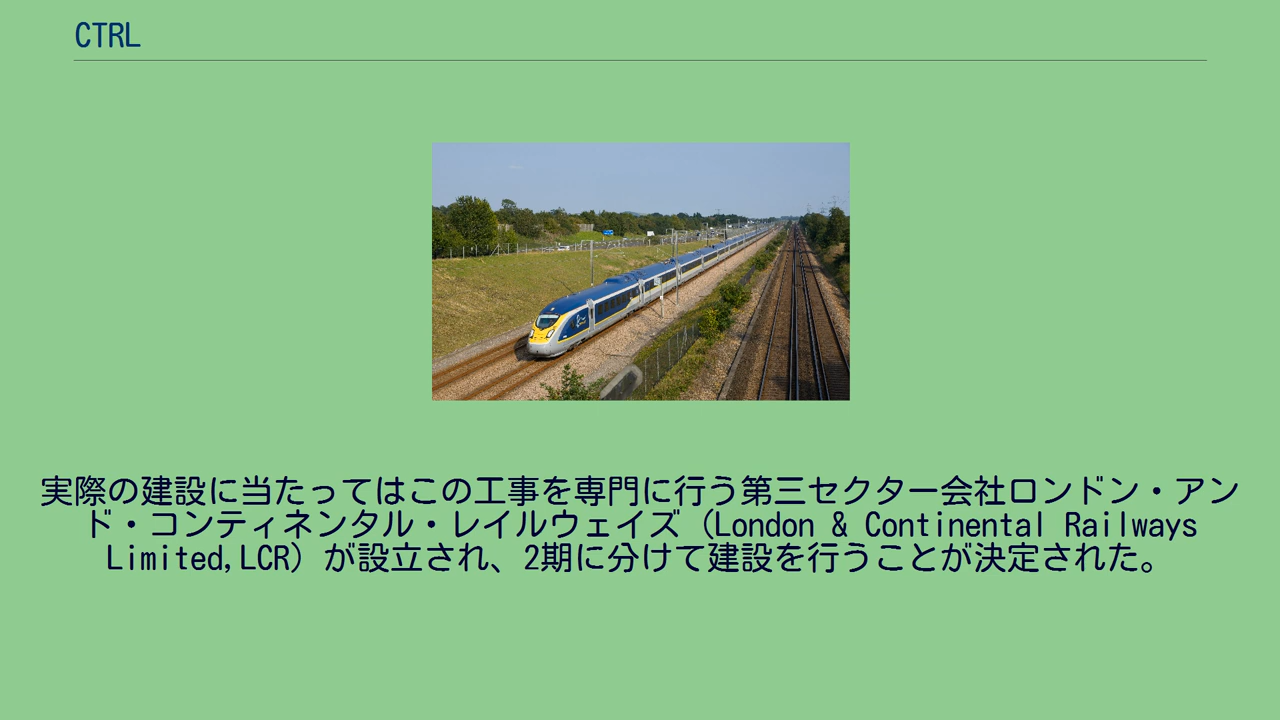 CTRL
実際の建設に当たってはこの工事を専門に行う第三セクター会社ロンドン・アン
ド・コンティネンタル・レイルウェイズ（London & Continental Railways
Limited,LCR）が設立され、2期に分けて建設を行うことが決定された。